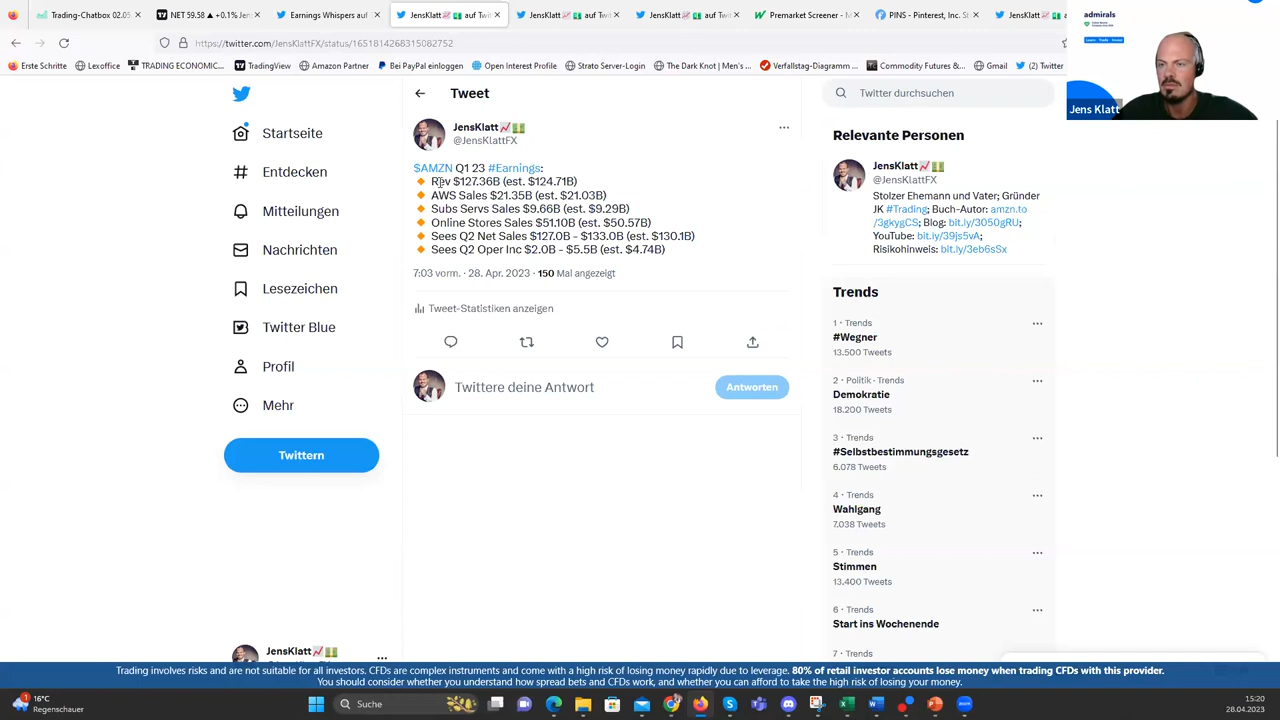 Trading-Chatbox 02.05
NET 59.58 ▲ +0.1%
Earnings Whispers auf
JensKlatt auf Twi
JensKlatt auf Twi
JensKlatt auf Twi
Premarket Screener
PINS - Pinterest, Inc. St
JensKlatt
https://twitter.com/JensKlattFX/status/
Erste Schritte
Lexoffice
TRADING ECONOMIC...
TradingView
Amazon Partner
Bei PayPal einloggen
Open Interest Profile
Strato Server-Login
The Dark Knot | Men's ...
Verfallstag-Diagramm ...
Commodity Futures &...
Gmail
(2) Twitter
admirals
Jens Klatt
Startseite
Entdecken
Mitteilungen
Nachrichten
Lesezeichen
Twitter Blue
Profil
Mehr
Twittern
JensKlatt
Tweet
JensKlatt
@JensKlattFX
$AMZN Q1 23 #Earnings:
Rev $127.36B (est. $124.71B)
AWS Sales $21.35B (est. $21.03B)
Subs Servs Sales $9.66B (est. $9.29B)
Online Stores Sales $51.10B (est. $50.57B)
Sees Q2 Net Sales $127.0B - $133.0B (est. $130.1B)
Sees Q2 Oper Inc $2.0B - $5.5B (est. $4.74B)
7:03 vorm. · 28. Apr. 2023 · 150 Mal angezeigt
Tweet-Statistiken anzeigen
Twittere deine Antwort
Antworten
Twitter durchsuchen
Relevante Personen
JensKlatt
@JensKlattFX
Stolzer Ehemann und Vater; Gründer
JK #Trading; Buch-Autor: amzn.to
/3gkygCS; Blog: bit.ly/3050gRU;
YouTube: bit.ly/39js5vA;
Risikohinweis: bit.ly/3eb6sSx
Trends
1 · Trends
#Wegner
13.500 Tweets
2 · Politik · Trends
Demokratie
18.200 Tweets
3 · Trends
#Selbstbestimmungsgesetz
6.078 Tweets
4 · Trends
Wahlgang
7.038 Tweets
5 · Trends
Stimmen
13.400 Tweets
6 · Trends
Start ins Wochenende
7 · Trends
Trading involves risks and are not suitable for all investors. CFDs are complex instruments and come with a high risk of losing money rapidly due to leverage. 80% of retail investor accounts lose money when trading CFDs with this provider.
You should consider whether you understand how spread bets and CFDs work, and whether you can afford to take the high risk of losing your money.
16°C
Regenschauer
Suche
15:20
28.04.2023